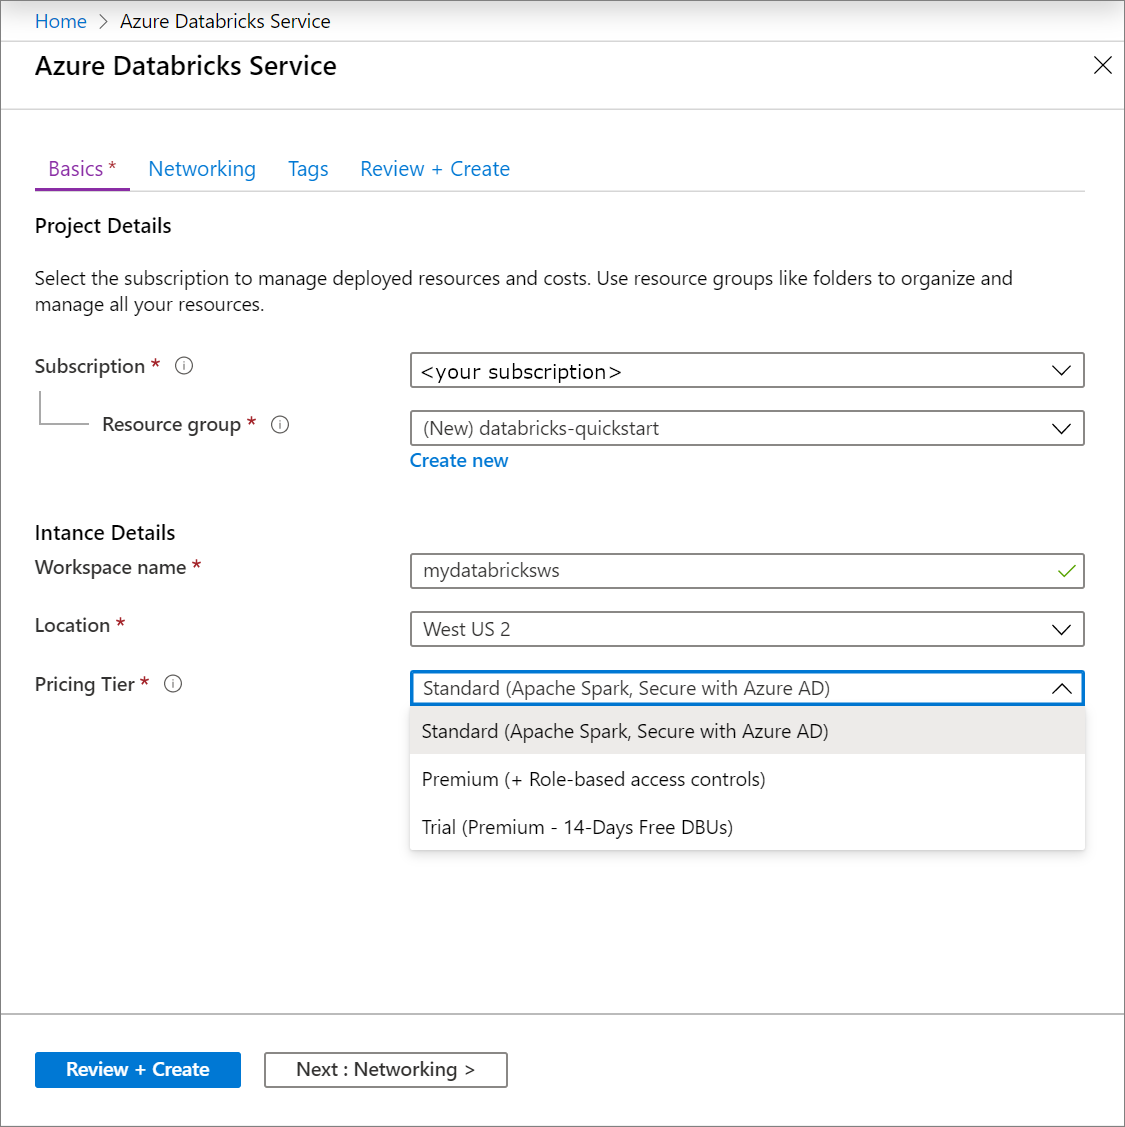 Home > Azure Databricks Service
Azure Databricks Service
Basics * Networking Tags Review + Create
Project Details
Select the subscription to manage deployed resources and costs. Use resource groups like folders to organize and
manage all your resources.
Subscription * <your subscription>
Resource group * (New) databricks-quickstart
Create new
Intance Details
Workspace name * mydatabricksws
Location * West US 2
Pricing Tier * Standard (Apache Spark, Secure with Azure AD)
Standard (Apache Spark, Secure with Azure AD)
Premium (+ Role-based access controls)
Trial (Premium - 14-Days Free DBUs)
Review + Create Next : Networking >